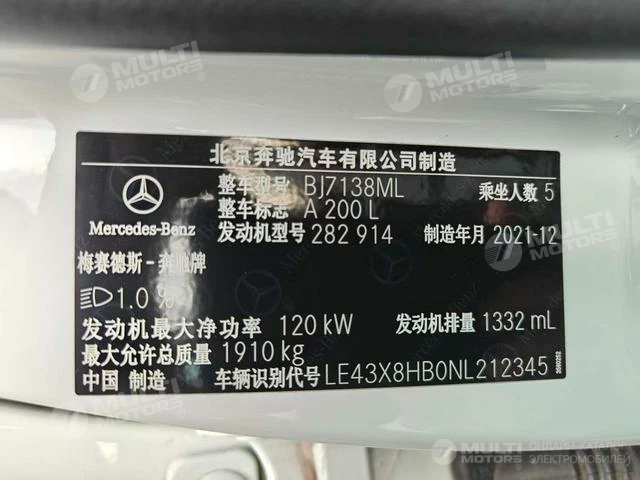 MULTI MOTORS
MULTI MOTORS
北京奔驰汽车有限公司制造
整车型号 BJ7138ML 乘坐人数 5
整车标志 A 200 L
发动机型号 282 914 制造年月 2021-12
Mercedes-Benz
梅赛德斯-奔驰牌
1.0 %
发动机最大净功率 120 kW 发动机排量 1332 mL
最大允许总质量 1910 kg
中国 制造 车辆识别代号 LE43X8HB0NL212345
MULTI MOTORS
ОНЛАЙН-КАТАЛОГ
ЭЛЕКТРОМОБИЛЕЙ